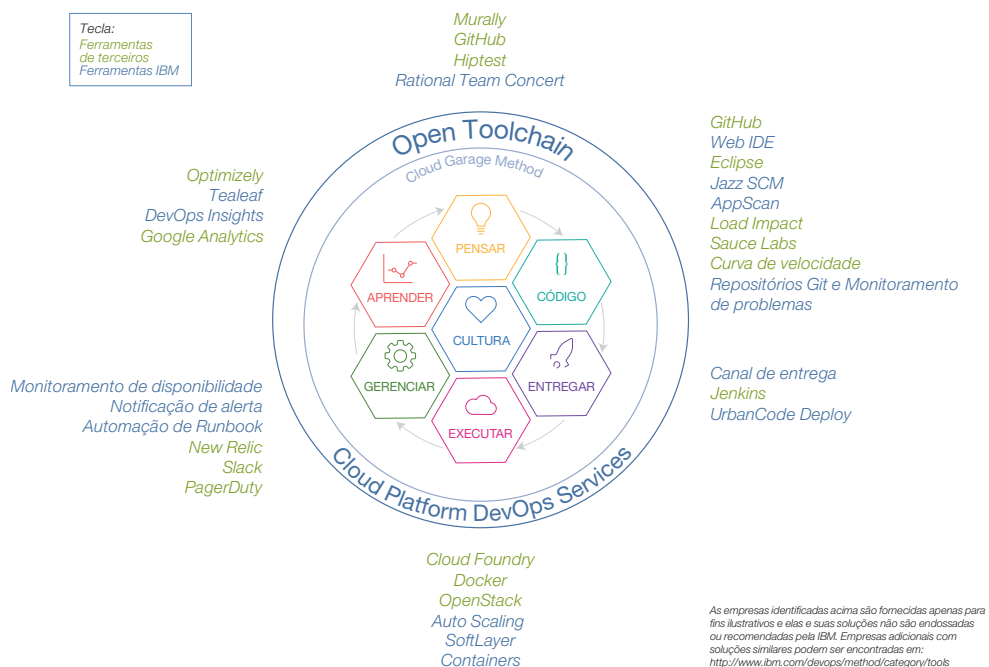 Tecla:
Ferramentas
de terceiros
Ferramentas IBM
Murally
GitHub
Hiptest
Rational Team Concert
GitHub
Web IDE
Eclipse
Jazz SCM
AppScan
Load Impact
Sauce Labs
Curva de velocidade
Repositórios Git e Monitoramento
de problemas
Optimizely
Tealeaf
DevOps Insights
Google Analytics
Open Toolchain
Cloud Garage Method
PENSAR
APRENDER
CÓDIGO
CULTURA
GERENCIAR
ENTREGAR
EXECUTAR
Cloud Platform DevOps Services
Monitoramento de disponibilidade
Notificação de alerta
Automação de Runbook
New Relic
Slack
PagerDuty
Canal de entrega
Jenkins
UrbanCode Deploy
Cloud Foundry
Docker
OpenStack
Auto Scaling
SoftLayer
Containers
As empresas identificadas acima são fornecidas apenas para
fins ilustrativos e elas e suas soluções não são endossadas
ou recomendadas pela IBM. Empresas adicionais com
soluções similares podem ser encontradas em:
http://www.ibm.com/devops/method/category/tools